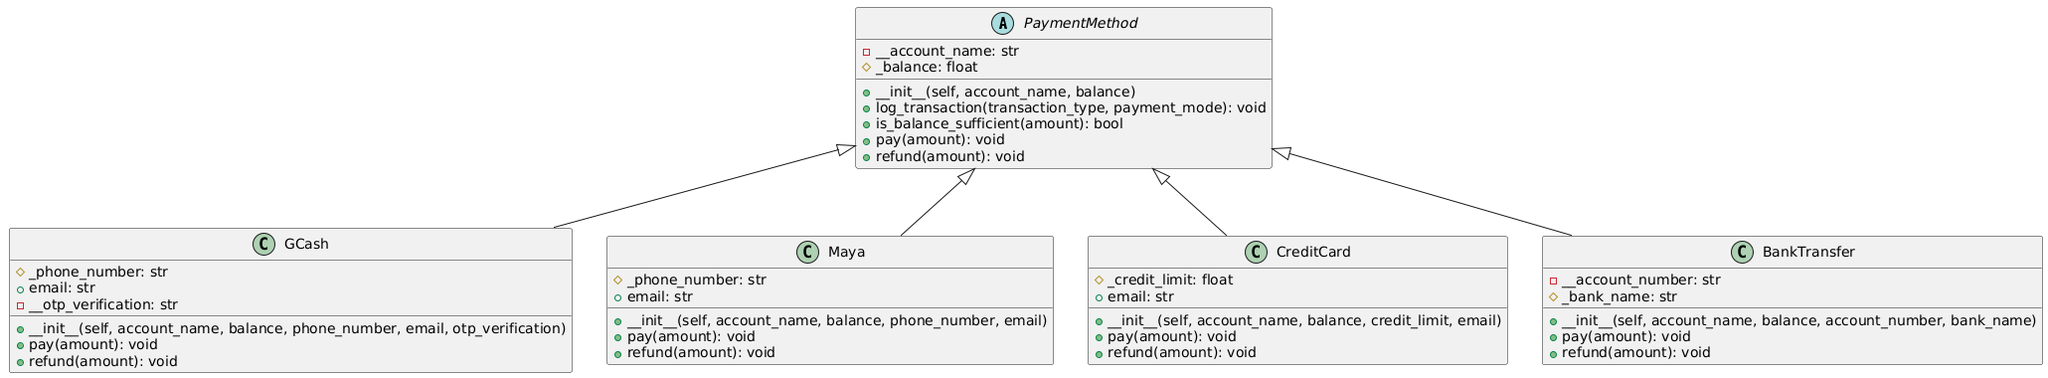 A PaymentMethod
__account_name: str
_balance: float
__init__(self, account_name, balance)
log_transaction(transaction_type, payment_mode): void
is_balance_sufficient(amount): bool
pay(amount): void
refund(amount): void
C GCash
_phone_number: str
email: str
__otp_verification: str
__init__(self, account_name, balance, phone_number, email, otp_verification)
pay(amount): void
refund(amount): void
C Maya
_phone_number: str
email: str
__init__(self, account_name, balance, phone_number, email)
pay(amount): void
refund(amount): void
C CreditCard
_credit_limit: float
email: str
__init__(self, account_name, balance, credit_limit, email)
pay(amount): void
refund(amount): void
C BankTransfer
__account_number: str
_bank_name: str
__init__(self, account_name, balance, account_number, bank_name)
pay(amount): void
refund(amount): void